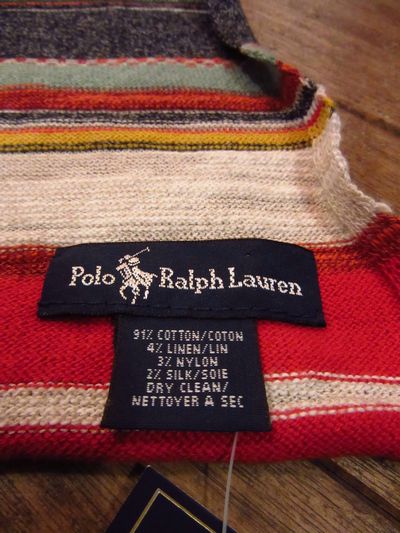 Polo Ralph Lauren
91% COTTON/COTON
4% LINEN/LIN
3% NYLON
2% SILK/SOIE
DRY CLEAN/
NETTOYER A SEC